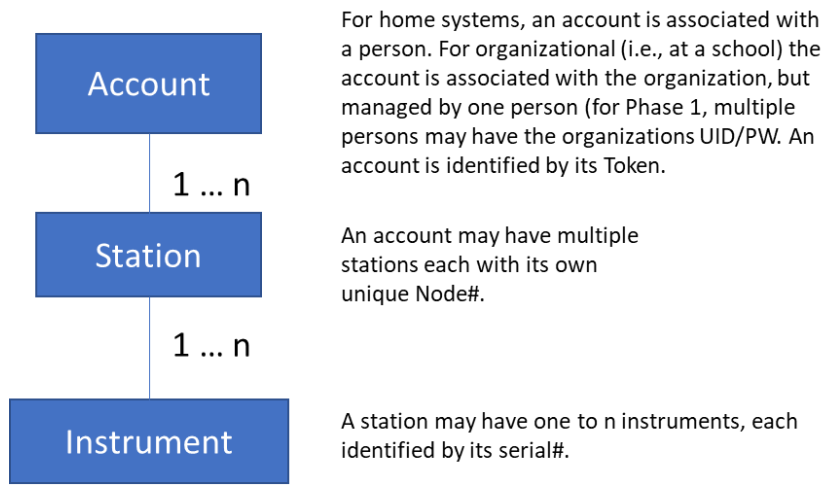 Account
For home systems, an account is associated with
a person. For organizational (i.e., at a school) the
account is associated with the organization, but
managed by one person (for Phase 1, multiple
persons may have the organizations UID/PW. An
account is identified by its Token.
1 ... n
Station
An account may have multiple
stations each with its own
unique Node#.
1 ... n
Instrument
A station may have one to n instruments, each
identified by its serial#.